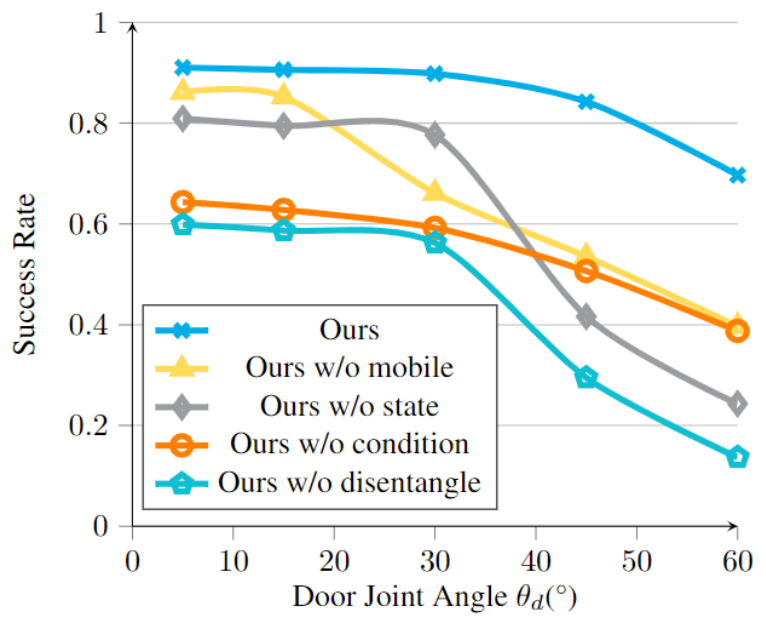 1
0.8
0.6
0.4
0.2
0
Success Rate
Ours
Ours w/o mobile
Ours w/o state
Ours w/o condition
Ours w/o disentangle
0 10 20 30 40 50 60
Door Joint Angle θ_d(°)